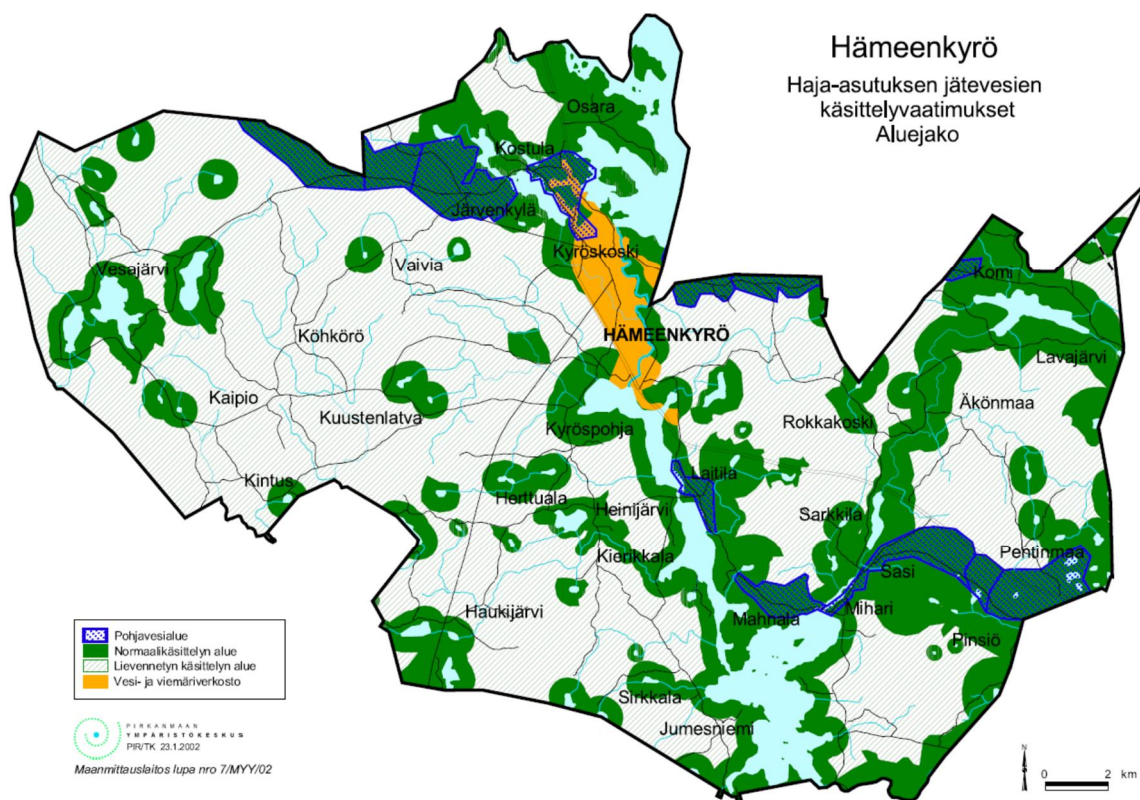 Hämeenkyrö
Haja-asutuksen jätevesien
käsittelyvaatimukset
Aluejako
Osara
Kostula
Järvenkylä
Kyröskoski
Vaivia
Vesajärvi
Komi
Köhkörö
HÄMEENKYRÖ
Lavajärvi
Kaipio
Kuustenlatva
Äkönmaa
Rokkakoski
Kyröspohja
Laitila
Kintus
Herttuala
Heinijärvi
Sarkkila
Kierikkala
Pentinmaa
Sasi
Haukijärvi
Mahnala
Mihari
Pinsiö
Sirkkala
Jumesniemi
Pohjavesialue
Normaalikäsittelyn alue
Lievennetyn käsittelyn alue
Vesi- ja viemäriverkosto
PIRKANMAAN
YMPÄRISTÖKESKUS
PIR/TK 23.1.2002
Maanmittauslaitos lupa nro 7/MYY/02
N
0 2 km